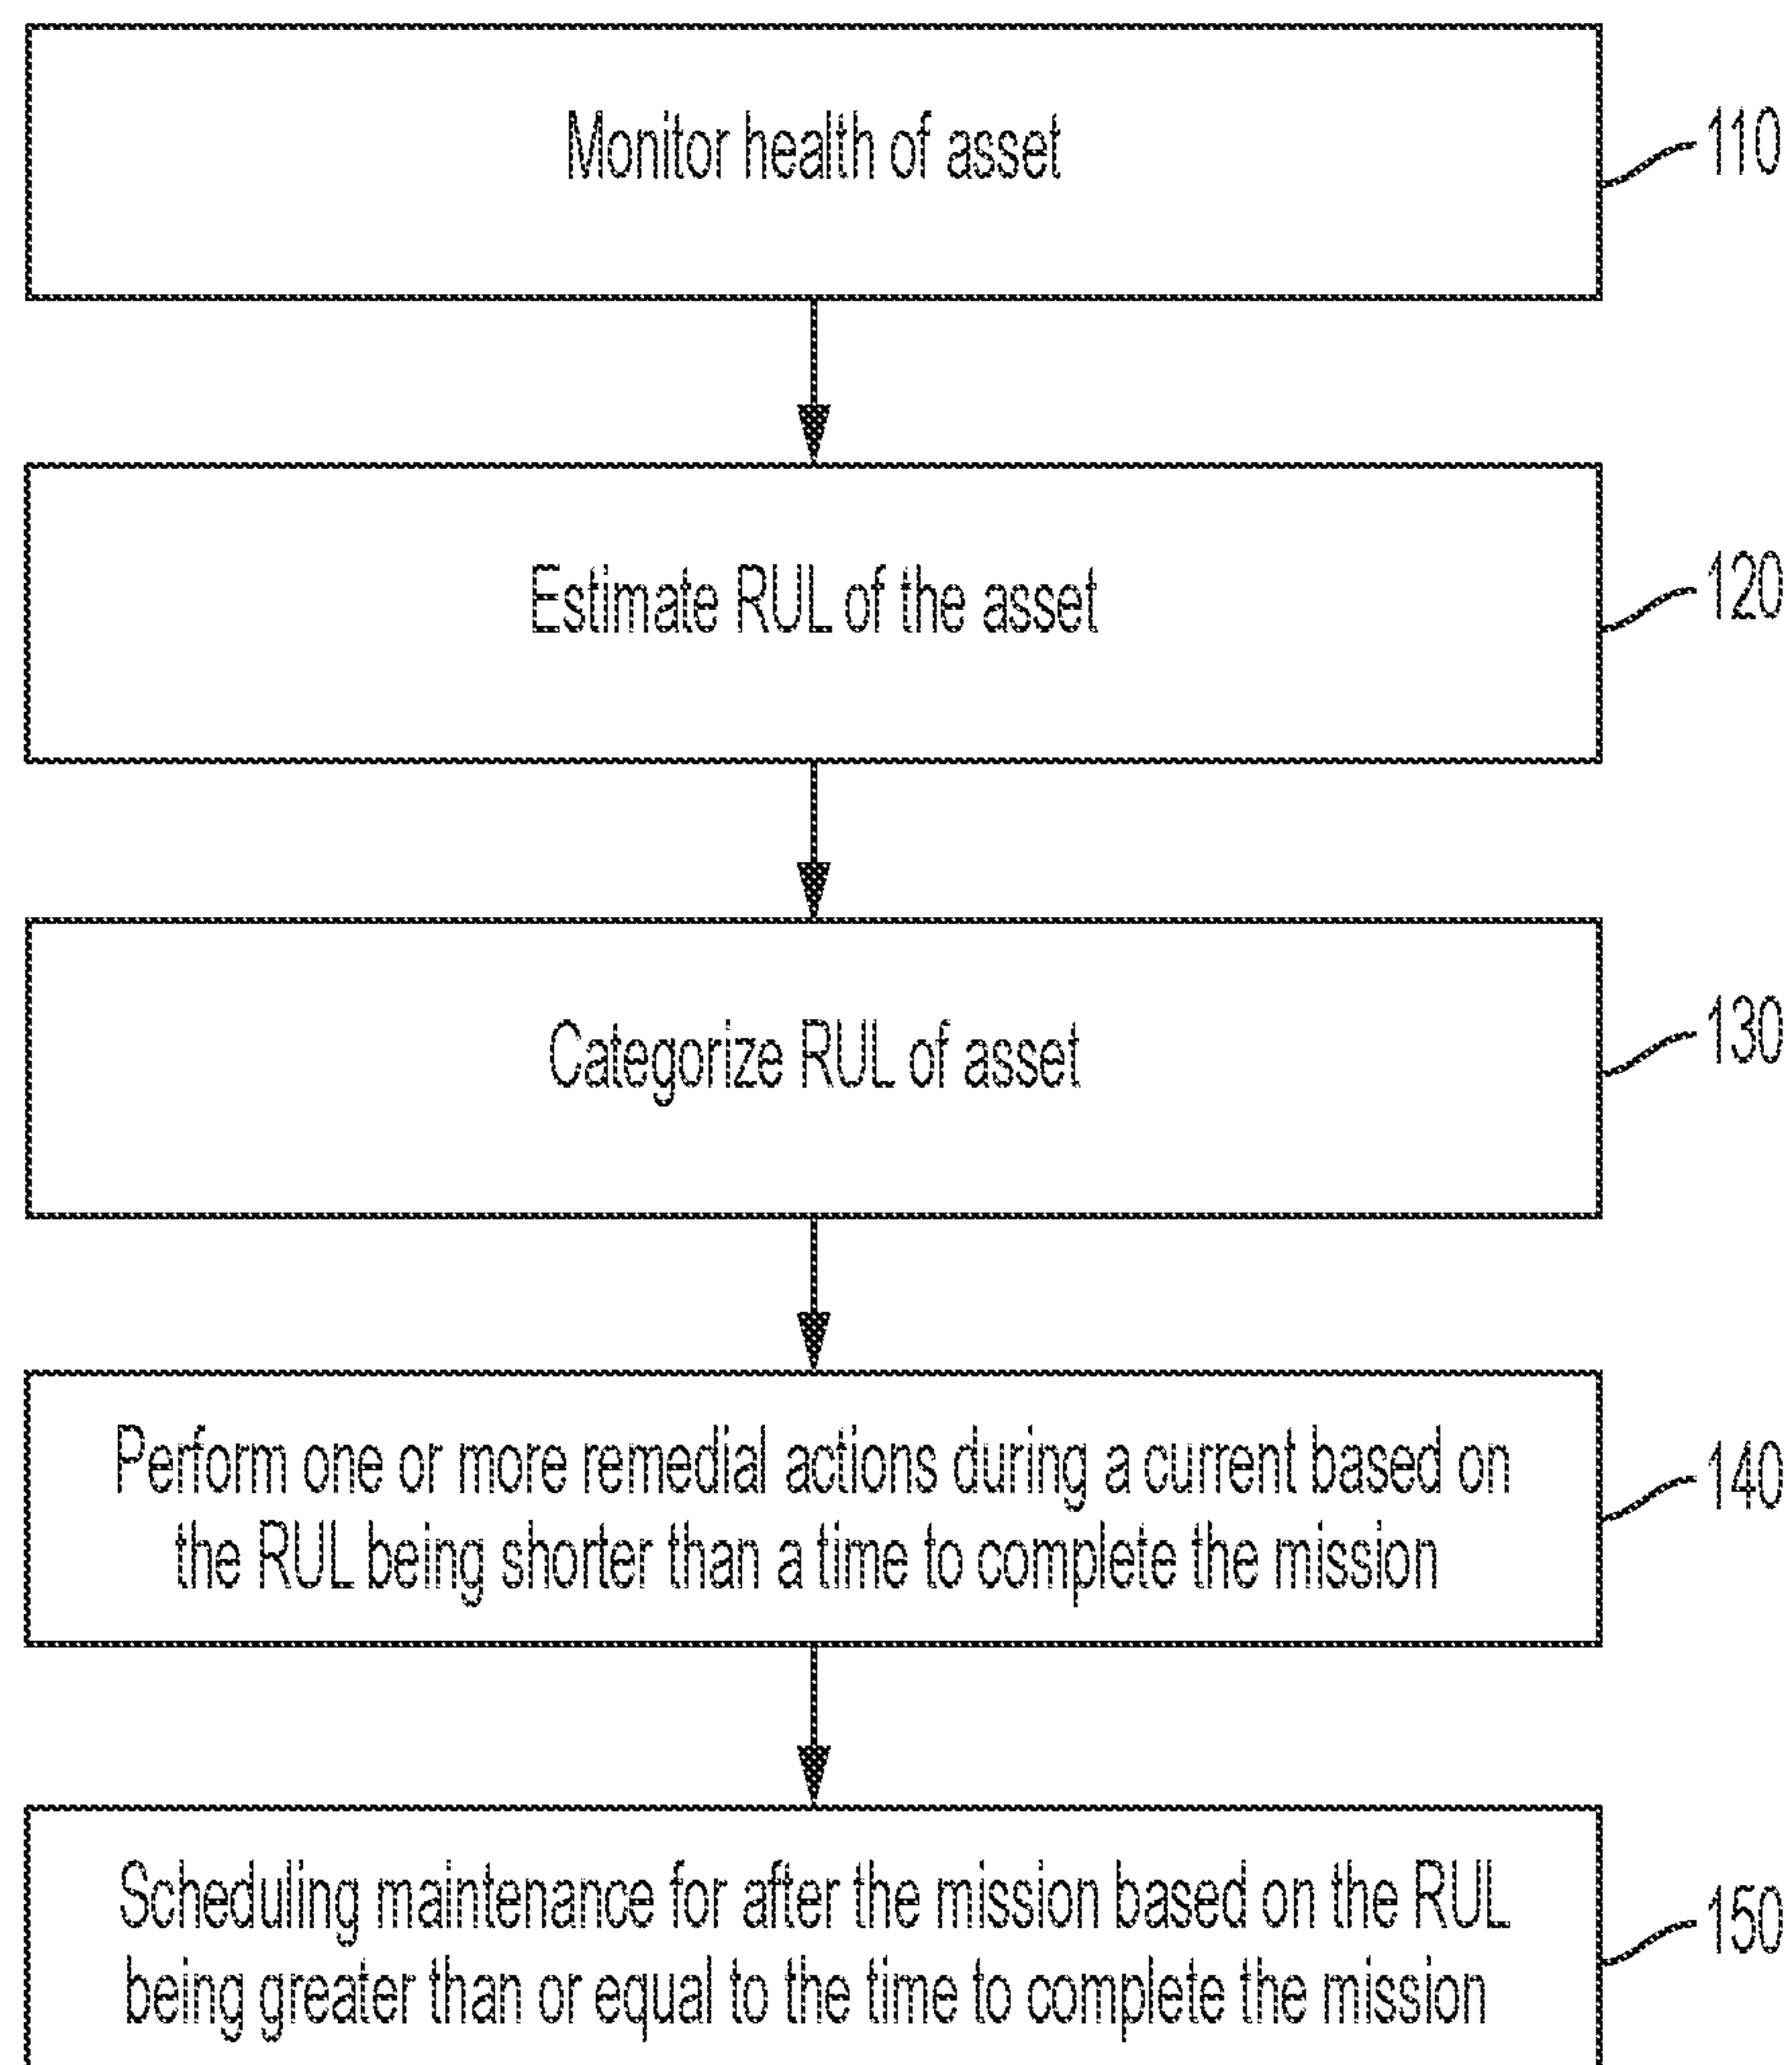 Monitor health of asset
110
Estimate RUL of the asset
120
Categorize RUL of asset
130
Perform one or more remedial actions during a current based on
the RUL being shorter than a time to complete the mission
140
Scheduling maintenance for after the mission based on the RUL
being greater than or equal to the time to complete the mission
150